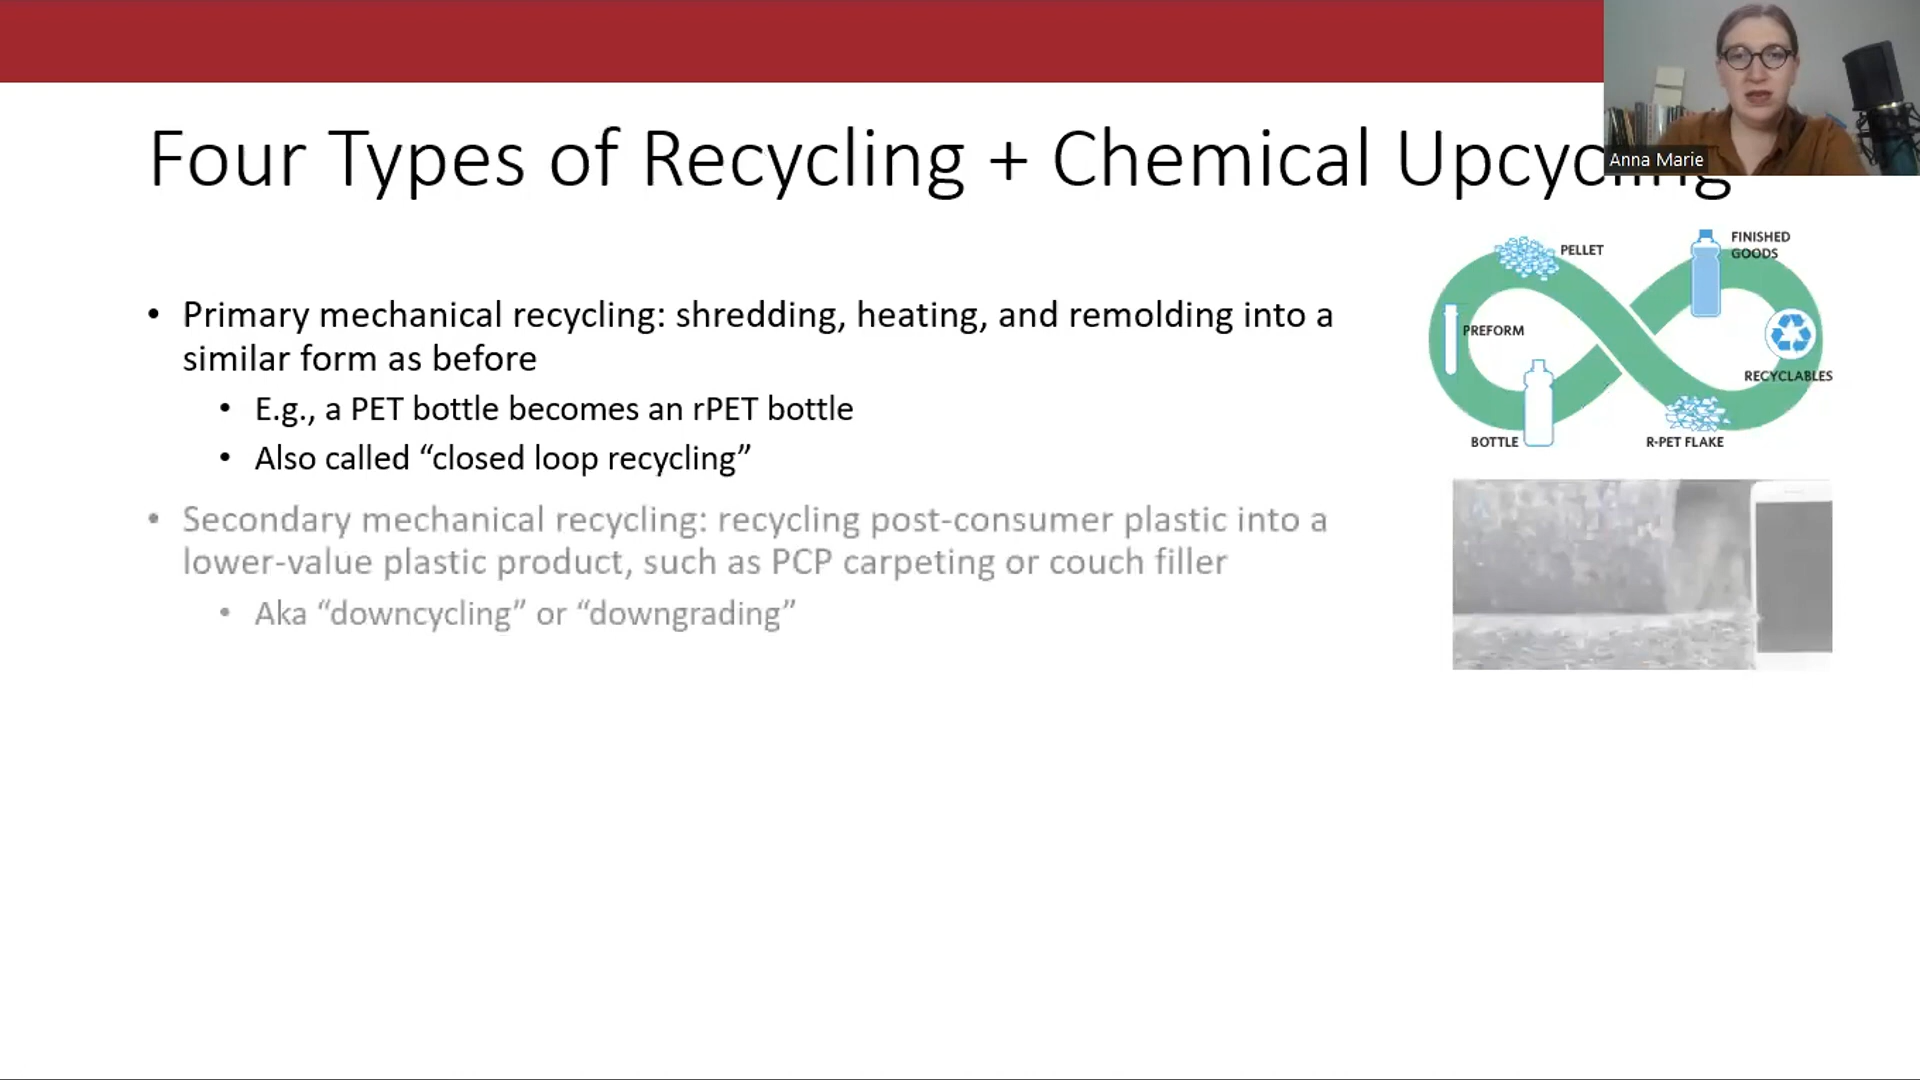 Four Types of Recycling + Chemical Upcycling
Anna Marie
• Primary mechanical recycling: shredding, heating, and remolding into a
similar form as before
• E.g., a PET bottle becomes an rPET bottle
• Also called “closed loop recycling”
• Secondary mechanical recycling: recycling post-consumer plastic into a
lower-value plastic product, such as PCP carpeting or couch filler
• Aka “downcycling” or “downgrading”
PELLET
FINISHED
GOODS
PREFORM
RECYCLABLES
BOTTLE
R-PET FLAKE